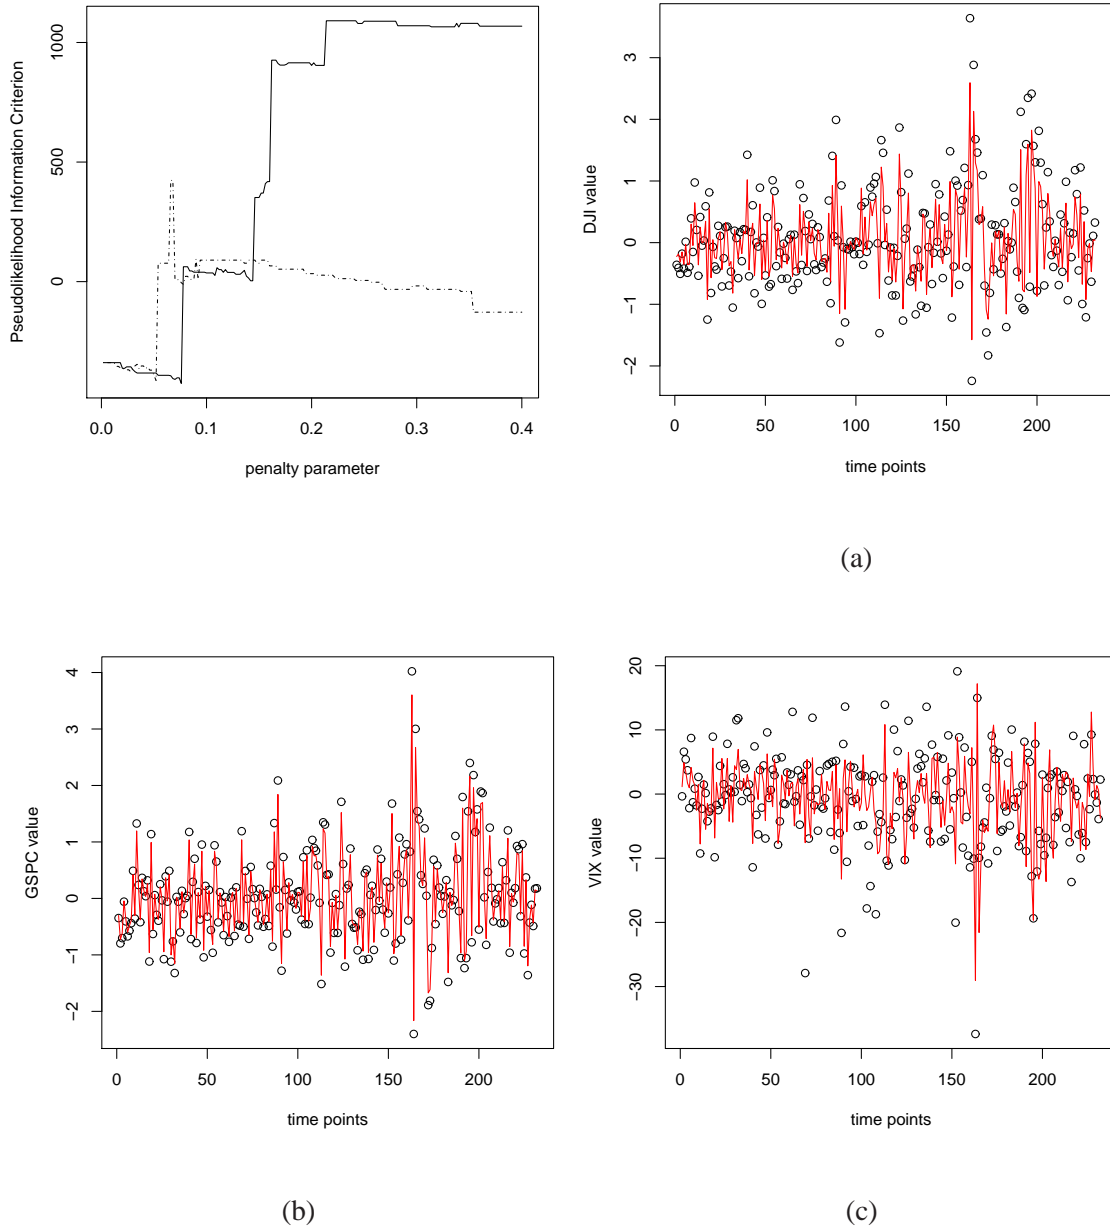 1000
500
0
Pseudolikelihood Information Criterion
0.0 0.1 0.2 0.3 0.4
penalty parameter
3
2
1
0
−1
−2
DJI value
0 50 100 150 200
time points
(a)
4
3
2
1
0
−1
−2
GSPC value
0 50 100 150 200
time points
(b)
20
10
0
−10
−20
−30
VIX value
0 50 100 150 200
time points
(c)